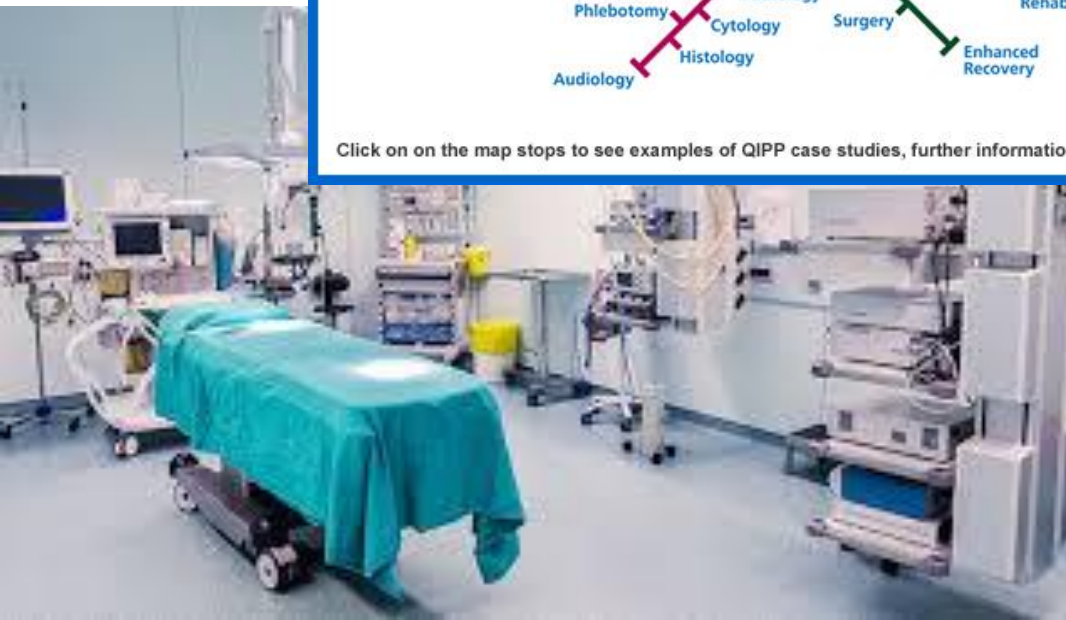 Phlebotomy
Cytology
Surgery
Histology
Enhanced
Recovery
Audiology
Click on on the map stops to see examples of QIPP case studies, further